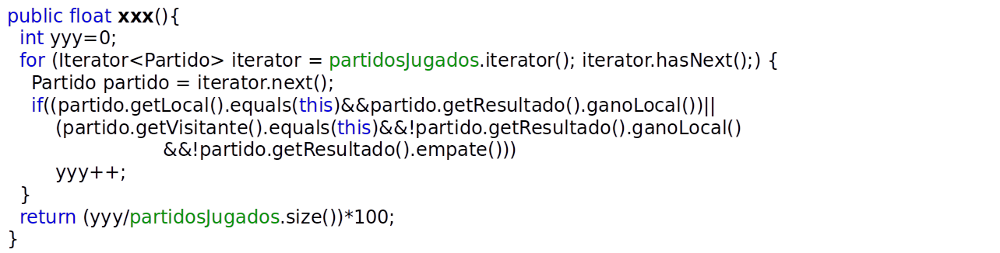 public float xxx(){
int yyy=0;
for (Iterator<Partido> iterator = partidosJugados.iterator(); iterator.hasNext();) {
Partido partido = iterator.next();
if((partido.getLocal().equals(this)&&partido.getResultado().ganoLocal())||
(partido.getVisitante().equals(this)&&!partido.getResultado().ganoLocal()
&&!partido.getResultado().empate()))
yyy++;
}
return (yyy/partidosJugados.size())*100;
}